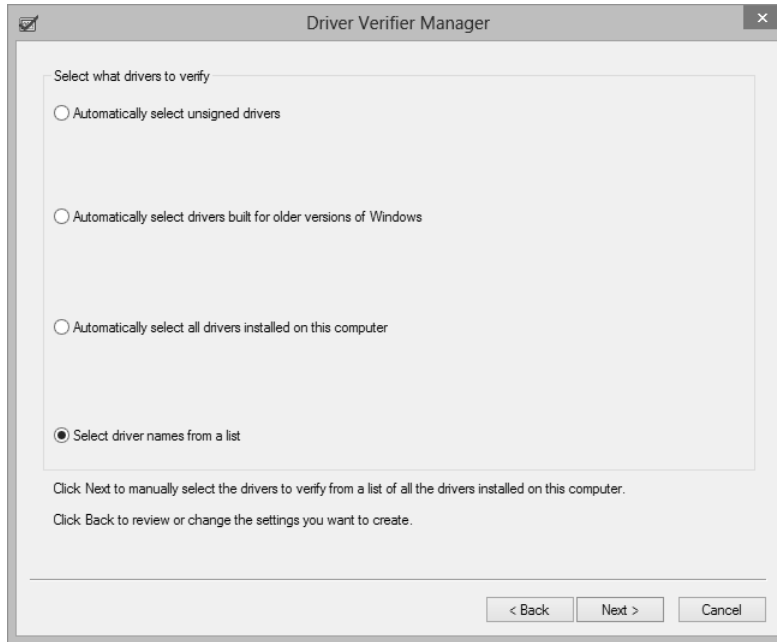 Driver Verifier Manager
Select what drivers to verify
Automatically select unsigned drivers
Automatically select drivers built for older versions of Windows
Automatically select all drivers installed on this computer
Select driver names from a list
Click Next to manually select the drivers to verify from a list of all the drivers installed on this computer.
Click Back to review or change the settings you want to create.
< Back Next > Cancel